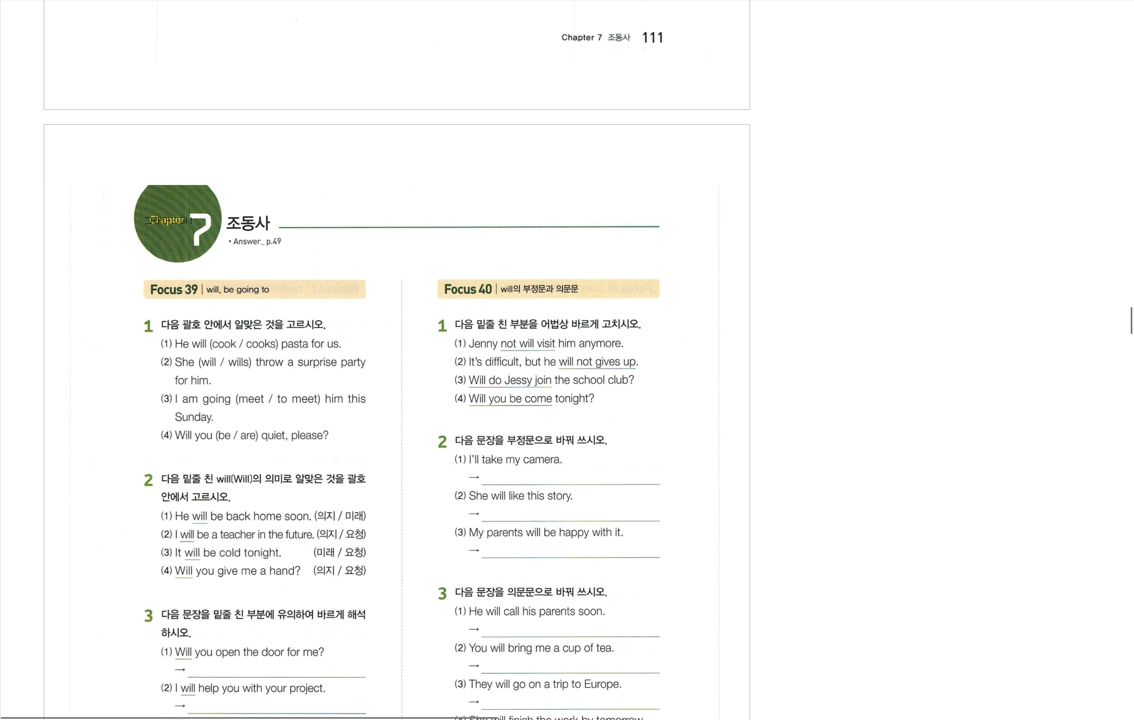 Chapter 7 조동사 111
Chapter 7
조동사
• Answer_ p.49
Focus 39 | will, be going to
1 다음 괄호 안에서 알맞은 것을 고르시오.
(1) He will (cook / cooks) pasta for us.
(2) She (will / wills) throw a surprise party
for him.
(3) I am going (meet / to meet) him this
Sunday.
(4) Will you (be / are) quiet, please?
2 다음 밑줄 친 will(Will)의 의미로 알맞은 것을 괄호
안에서 고르시오.
(1) He will be back home soon. (의지 / 미래)
(2) I will be a teacher in the future. (의지 / 요청)
(3) It will be cold tonight. (미래 / 요청)
(4) Will you give me a hand? (의지 / 요청)
3 다음 문장을 밑줄 친 부분에 유의하여 바르게 해석
하시오.
(1) Will you open the door for me?
→
(2) I will help you with your project.
→
Focus 40 | will의 부정문과 의문문
1 다음 밑줄 친 부분을 어법상 바르게 고치시오.
(1) Jenny not will visit him anymore.
(2) It's difficult, but he will not gives up.
(3) Will do Jessy join the school club?
(4) Will you be come tonight?
2 다음 문장을 부정문으로 바꿔 쓰시오.
(1) I'll take my camera.
→
(2) She will like this story.
→
(3) My parents will be happy with it.
→
3 다음 문장을 의문문으로 바꿔 쓰시오.
(1) He will call his parents soon.
→
(2) You will bring me a cup of tea.
→
(3) They will go on a trip to Europe.
→
(4) She will finish the work by tomorrow.